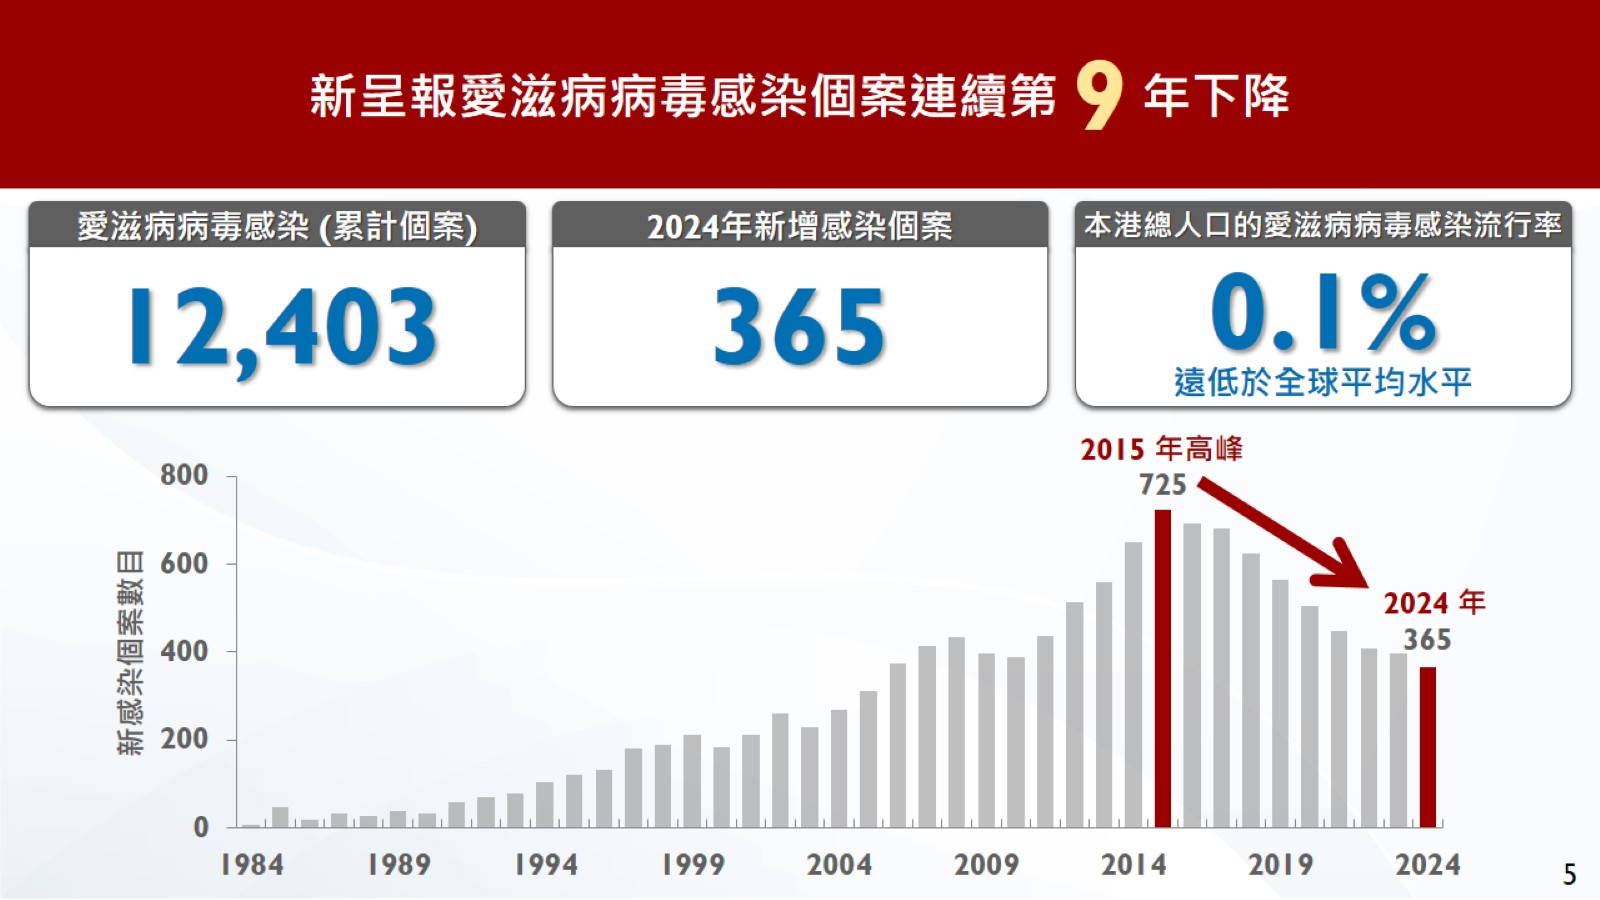 新呈報愛滋病病毒感染個案連續第 9 年下降
愛滋病病毒感染 (累計個案)
12,403
2024年新增感染個案
365
本港總人口的愛滋病病毒感染流行率
0.1%
遠低於全球平均水平
2015 年高峰
725
2024 年
365
新感染個案數目
800
600
400
200
0
1984 1989 1994 1999 2004 2009 2014 2019 2024
5